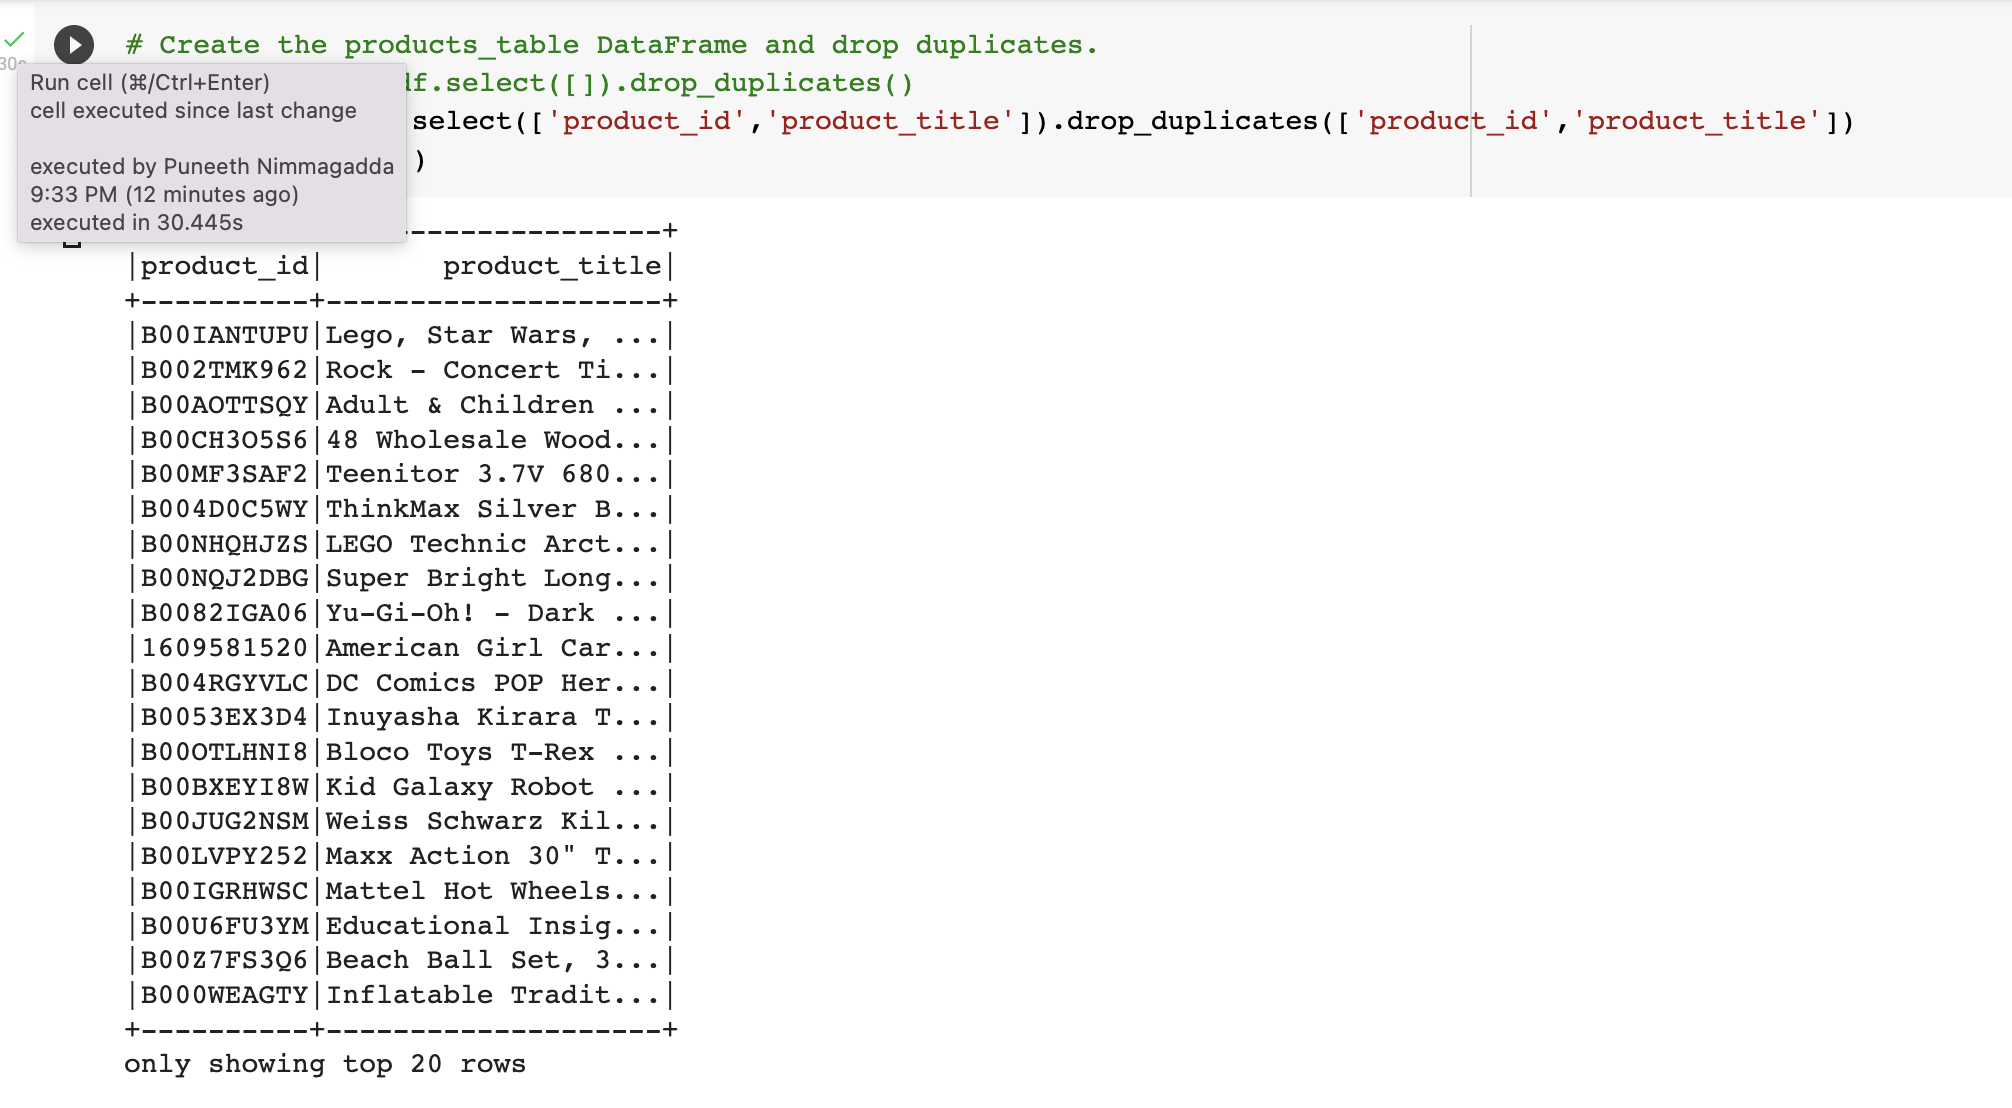 # Create the products_table DataFrame and drop duplicates.
30s
Run cell (⌘/Ctrl+Enter)
cell executed since last change
executed by Puneeth Nimmagadda
9:33 PM (12 minutes ago)
executed in 30.445s
df.select([]).drop_duplicates()
select(['product_id','product_title']).drop_duplicates(['product_id','product_title'])
)
--------------------+
|product_id|       product_title|
+----------+--------------------+
|B00IANTUPU|Lego, Star Wars, ...|
|B002TMK962|Rock - Concert Ti...|
|B00AOTTSQY|Adult & Children ...|
|B00CH3O5S6|48 Wholesale Wood...|
|B00MF3SAF2|Teenitor 3.7V 680...|
|B004D0C5WY|ThinkMax Silver B...|
|B00NHQHJZS|LEGO Technic Arct...|
|B00NQJ2DBG|Super Bright Long...|
|B0082IGA06|Yu-Gi-Oh! - Dark ...|
|1609581520|American Girl Car...|
|B004RGYVLC|DC Comics POP Her...|
|B0053EX3D4|Inuyasha Kirara T...|
|B00OTLHNI8|Bloco Toys T-Rex ...|
|B00BXEYI8W|Kid Galaxy Robot ...|
|B00JUG2NSM|Weiss Schwarz Kil...|
|B00LVPY252|Maxx Action 30" T...|
|B00IGRHWSC|Mattel Hot Wheels...|
|B00U6FU3YM|Educational Insig...|
|B00Z7FS3Q6|Beach Ball Set, 3...|
|B000WEAGTY|Inflatable Tradit...|
+----------+--------------------+
only showing top 20 rows